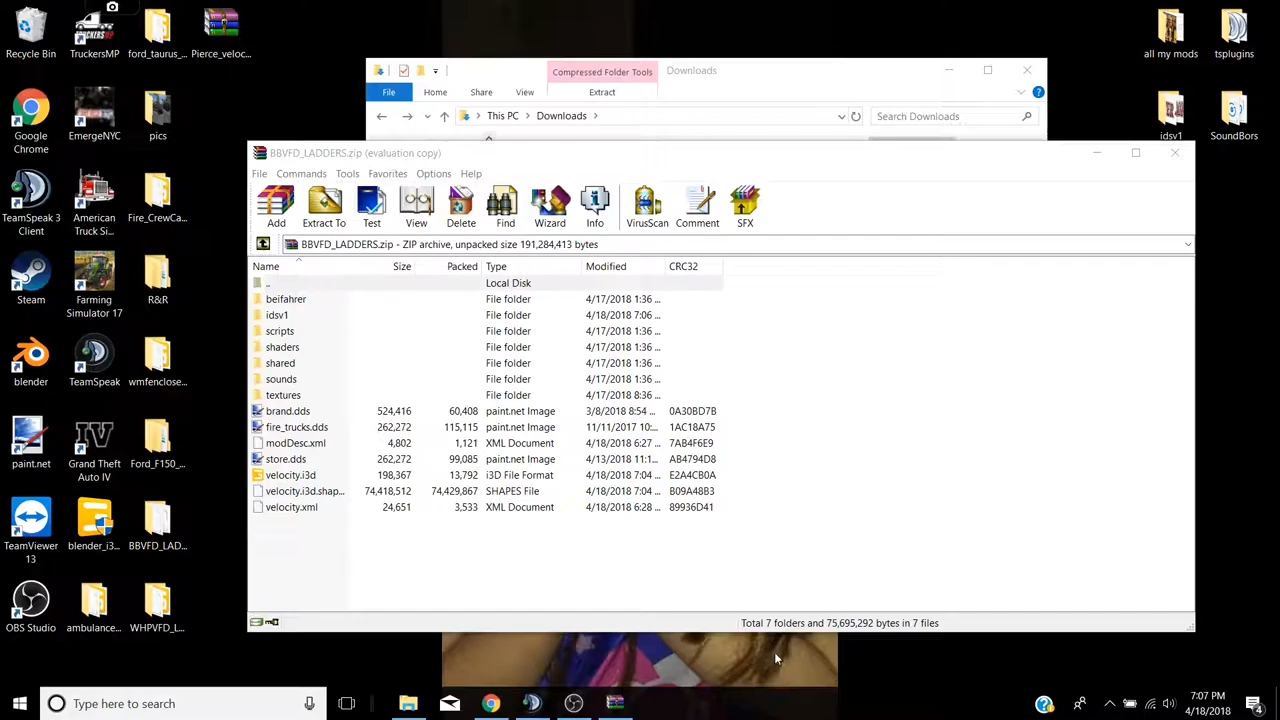 Recycle Bin
TruckersMP
ford_taurus_...
Pierce_veloc...
Google
Chrome
EmergeNYC
pics
TeamSpeak 3
Client
American
Truck Si...
Fire_CrewCa...
Steam
Farming
Simulator 17
R&R
blender
TeamSpeak
wmfenclose...
paint.net
IV
Grand Theft
Auto IV
Ford_F150_...
TeamViewer
13
blender_i3...
BBVFD_LAD...
OBS Studio
ambulance...
WHPVFD_L...
all my mods
tsplugins
idsv1
SoundBors
Compressed Folder Tools
Downloads
File
Home
Share
View
Extract
This PC
Downloads
Search Downloads
BBVFD_LADDERS.zip (evaluation copy)
File Commands Tools Favorites Options Help
Add Extract To Test View Delete Find Wizard Info VirusScan Comment SFX
BBVFD_LADDERS.zip - ZIP archive, unpacked size 191,284,413 bytes
Name Size Packed Type Modified CRC32
.. Local Disk
beifahrer File folder 4/17/2018 1:36 ...
idsv1 File folder 4/18/2018 7:06 ...
scripts File folder 4/17/2018 1:36 ...
shaders File folder 4/17/2018 1:36 ...
shared File folder 4/17/2018 1:36 ...
sounds File folder 4/17/2018 1:36 ...
textures File folder 4/17/2018 8:36 ...
brand.dds 524,416 60,408 paint.net Image 3/8/2018 8:54 ... 0A30BD7B
fire_trucks.dds 262,272 115,115 paint.net Image 11/11/2017 10:... 1AC18A75
modDesc.xml 4,802 1,121 XML Document 4/18/2018 6:27 ... 7AB4F6E9
store.dds 262,272 99,085 paint.net Image 4/13/2018 11:1... AB4794D8
velocity.i3d 198,367 13,792 i3D File Format 4/18/2018 7:04 ... E2A4CB0A
velocity.i3d.shap... 74,418,512 74,429,867 SHAPES File 4/18/2018 7:04 ... B09A48B3
velocity.xml 24,651 3,533 XML Document 4/18/2018 6:28 ... 89936D41
Total 7 folders and 75,695,292 bytes in 7 files
Type here to search
7:07 PM
4/18/2018
4